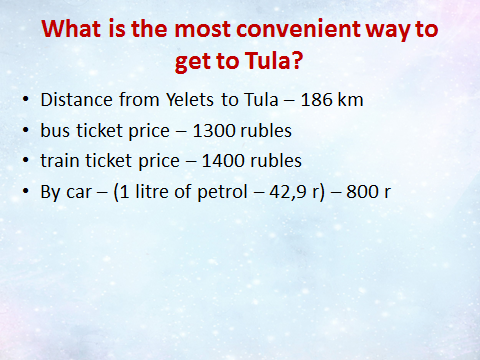 What is the most convenient way to
get to Tula?
• Distance from Yelets to Tula – 186 km
• bus ticket price – 1300 rubles
• train ticket price – 1400 rubles
• By car – (1 litre of petrol – 42,9 r) – 800 r